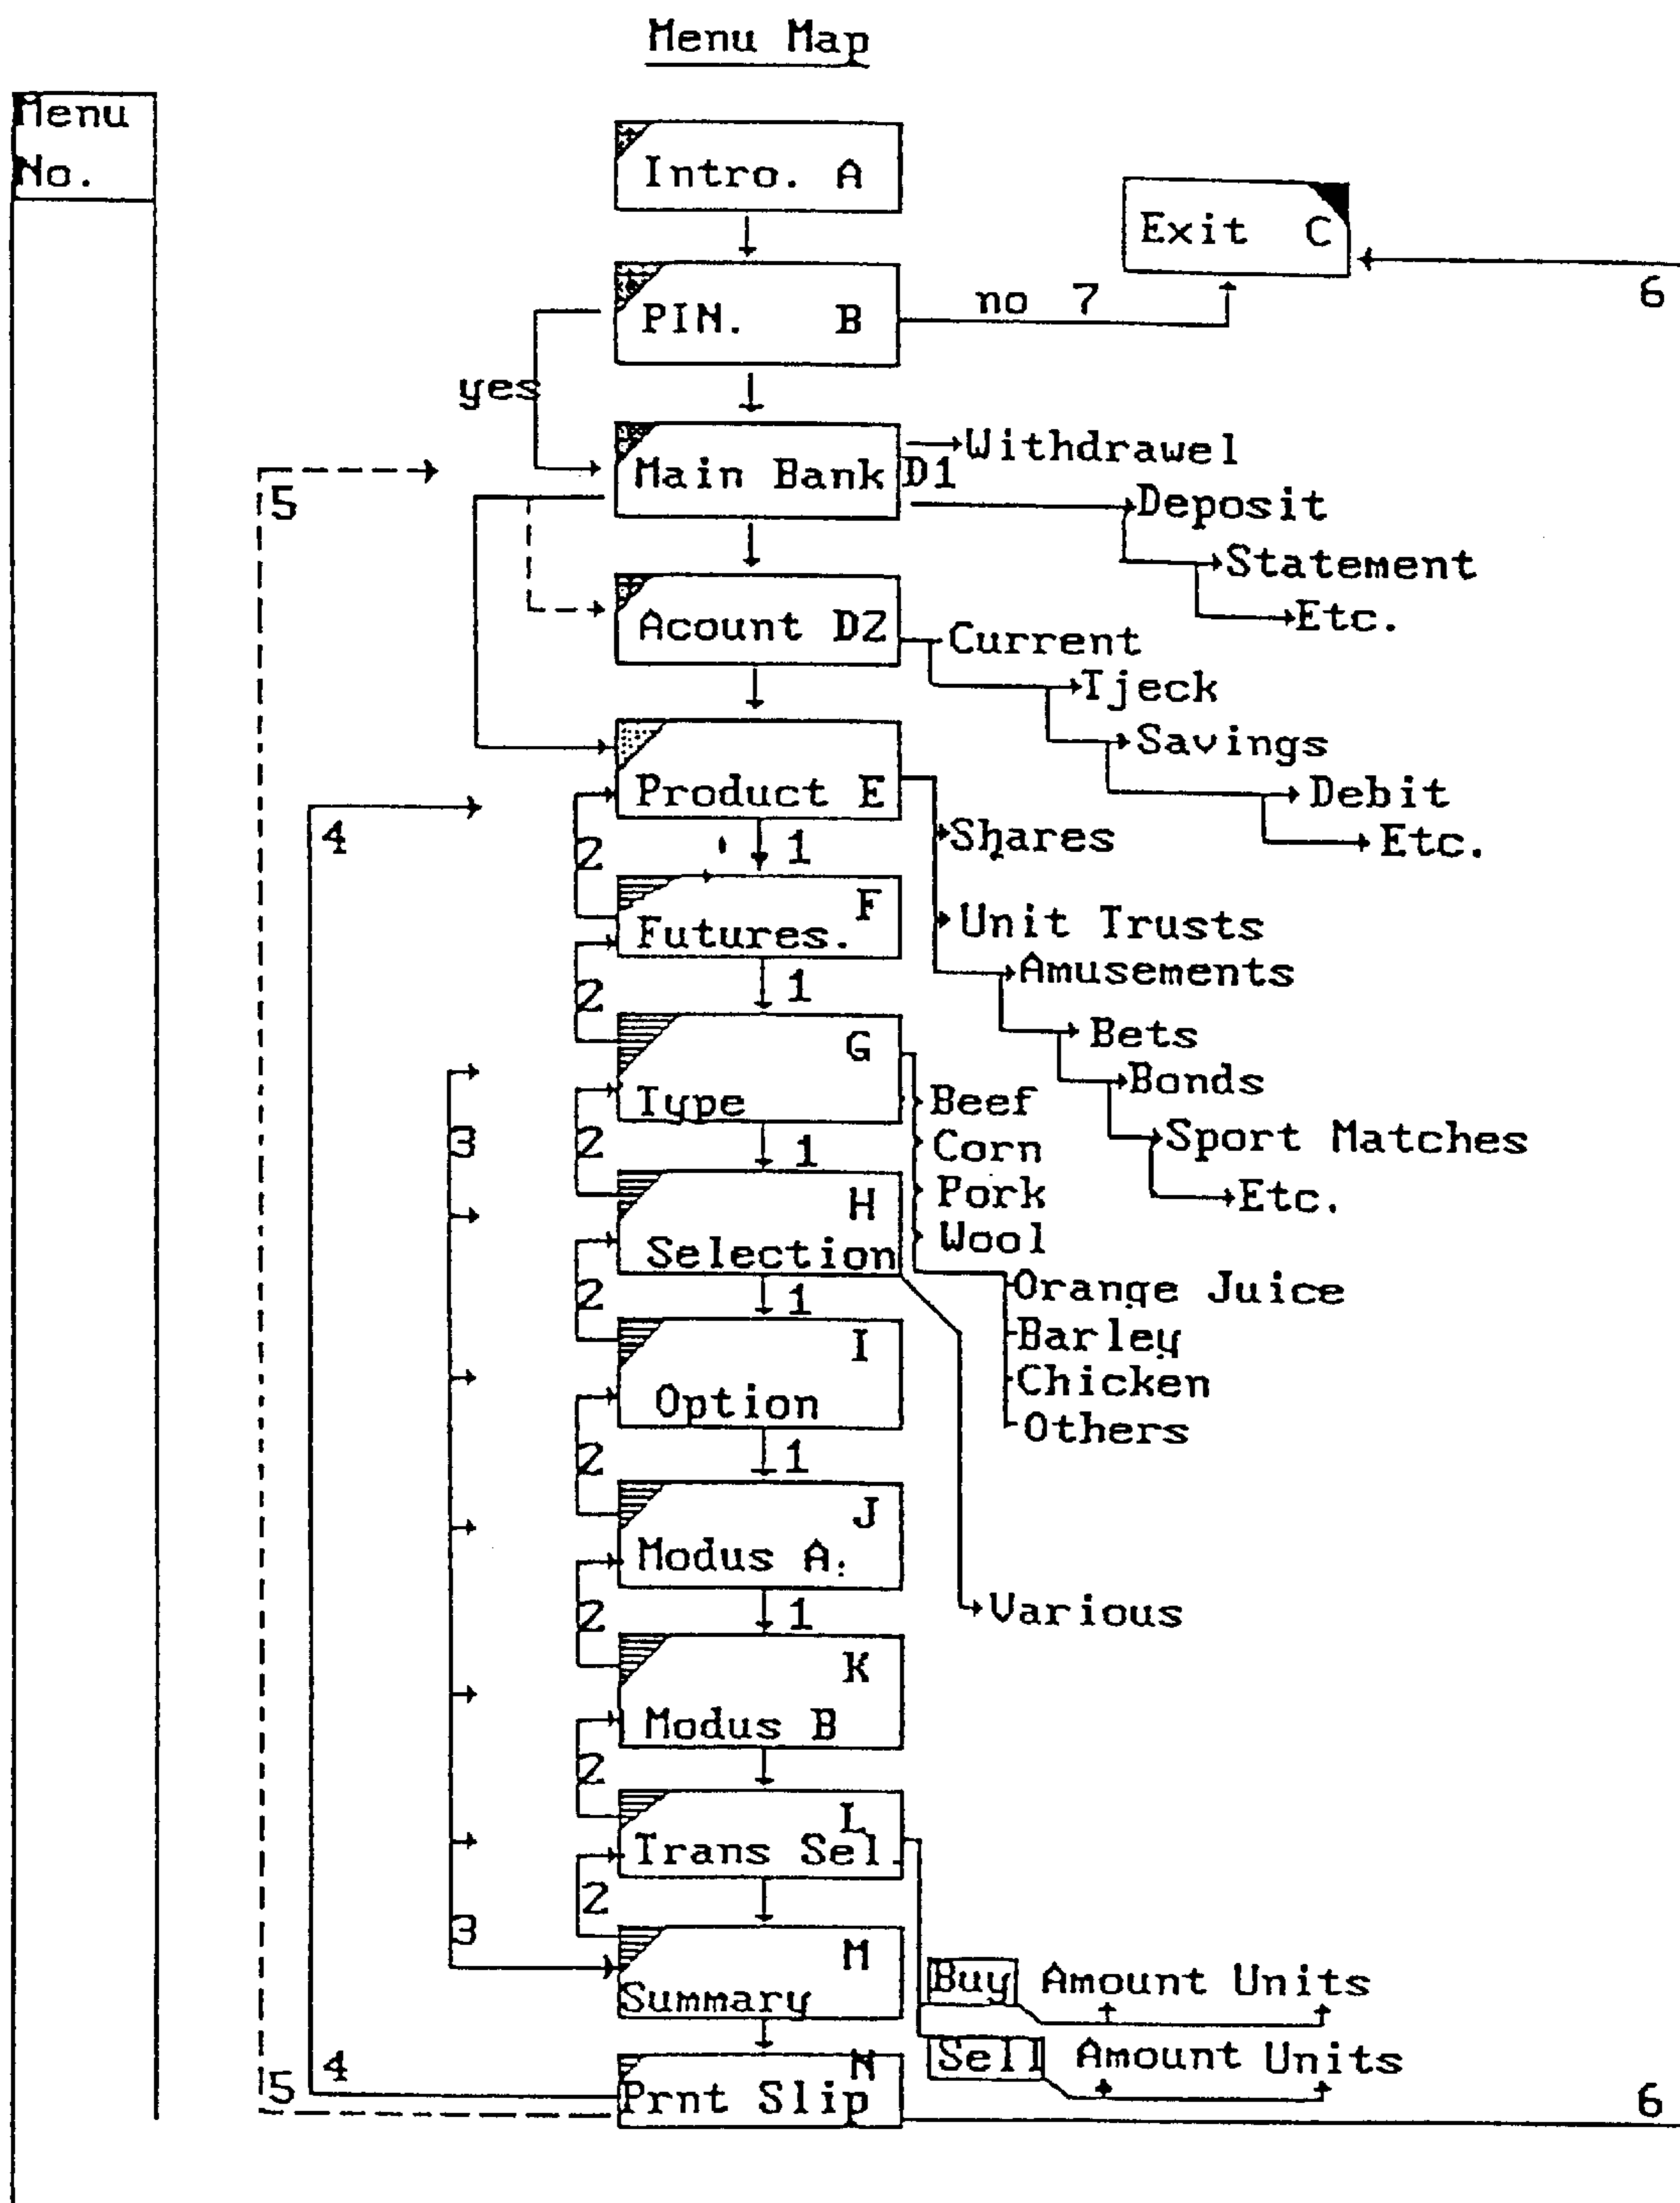 Menu Map
Menu
No.
Intro. A
Exit C
6
PIN. B
no 7
yes
Main Bank D1
Withdrawel
5
Deposit
Statement
Etc.
Acount D2
Current
Tjeck
Savings
Debit
Etc.
Product E
4
2
1
Shares
F
Futures.
Unit Trusts
Amusements
2
1
G
Type
Bets
Bonds
Beef
Corn
Pork
Wool
Sport Matches
Etc.
3
2
1
H
Selection
Orange Juice
Barley
Chicken
Others
2
1
I
Option
2
1
J
Modus A.
2
1
Various
K
Modus B
2
L
Trans Sel.
2
3
M
Summary
Buy Amount Units
Sell Amount Units
N
Prnt Slip
4
5
6